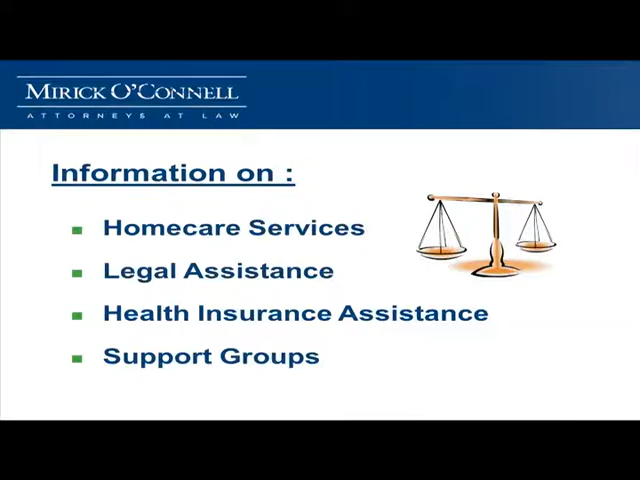 MIRICK O'CONNELL
ATTORNEYS AT LAW
Information on :
Homecare Services
Legal Assistance
Health Insurance Assistance
Support Groups